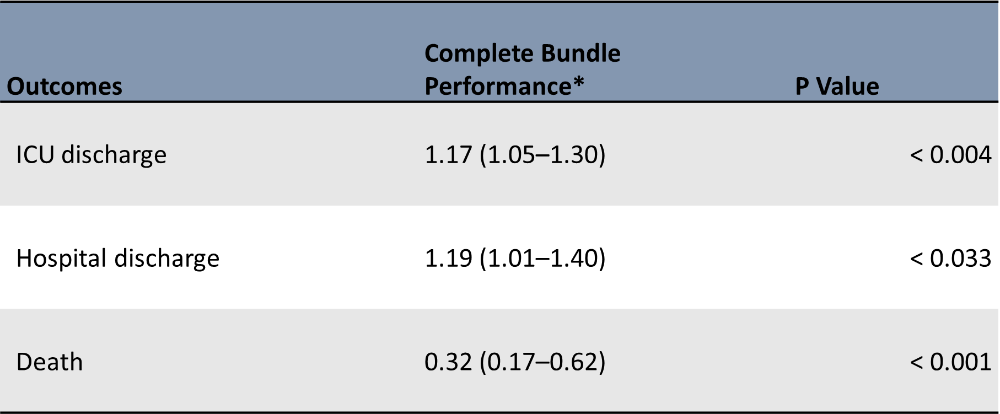 Outcomes Complete Bundle Performance* P Value
ICU discharge 1.17 (1.05–1.30) < 0.004
Hospital discharge 1.19 (1.01–1.40) < 0.033
Death 0.32 (0.17–0.62) < 0.001